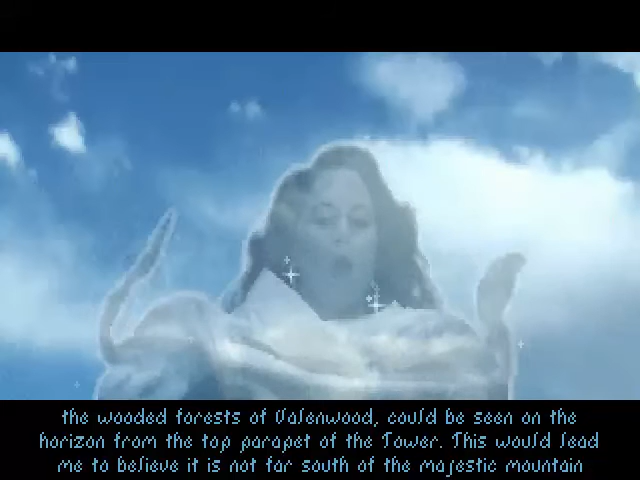 the wooded forests of Valenwood, could be seen on the
horizon from the top parapet of the Tower. This would lead
me to believe it is not far south of the majestic mountain